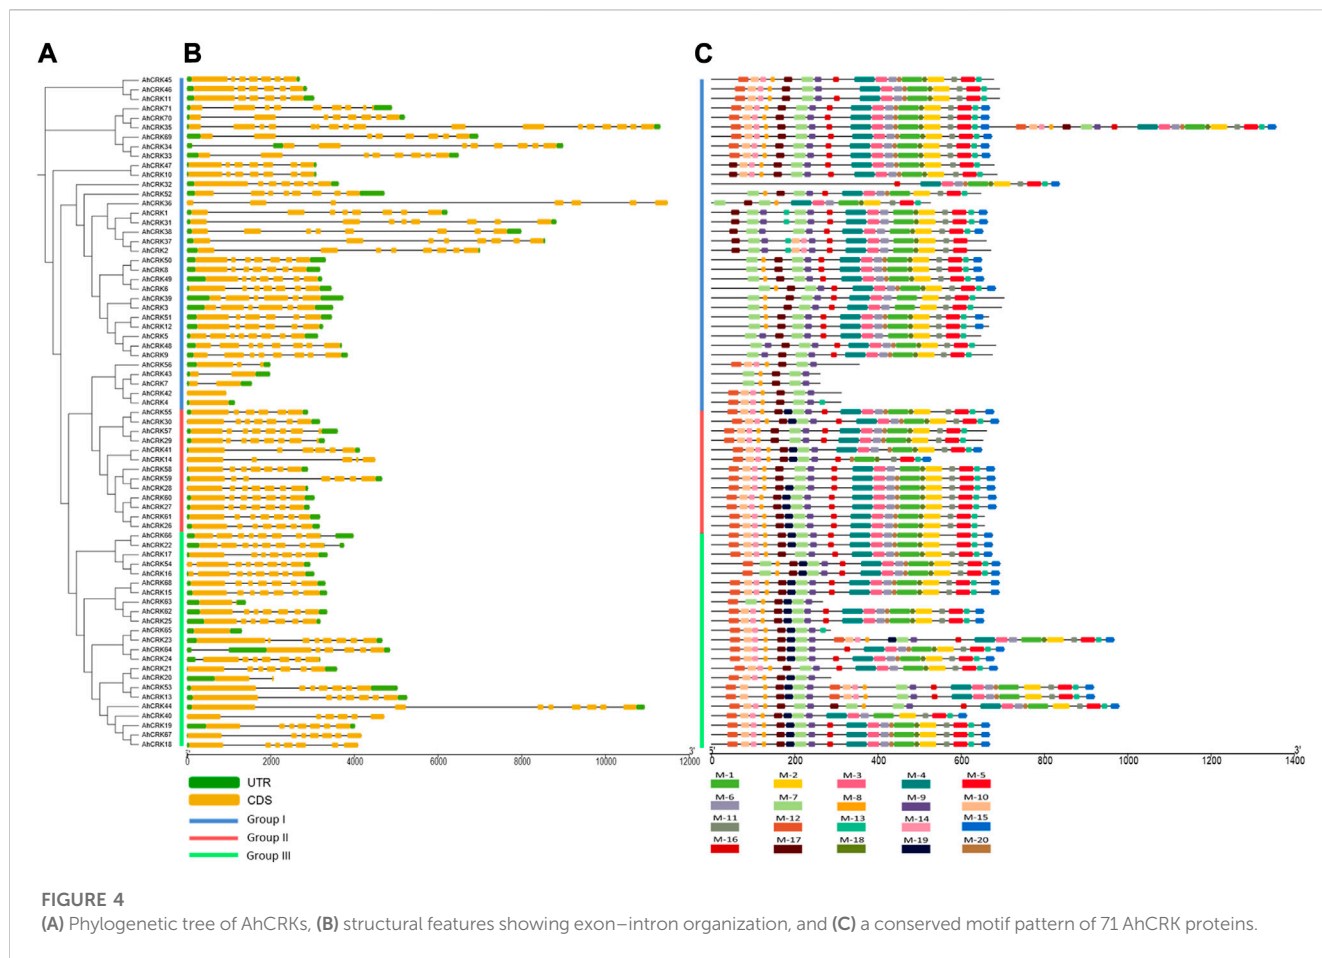 A B C
AhCRK45
AhCRK46
AhCRK11
AhCRK71
AhCRK70
AhCRK35
AhCRK69
AhCRK34
AhCRK33
AhCRK47
AhCRK10
AhCRK32
AhCRK52
AhCRK36
AhCRK1
AhCRK31
AhCRK38
AhCRK37
AhCRK2
AhCRK50
AhCRK8
AhCRK49
AhCRK6
AhCRK39
AhCRK3
AhCRK51
AhCRK12
AhCRK5
AhCRK48
AhCRK9
AhCRK56
AhCRK43
AhCRK7
AhCRK42
AhCRK4
AhCRK55
AhCRK30
AhCRK57
AhCRK29
AhCRK41
AhCRK14
AhCRK58
AhCRK59
AhCRK28
AhCRK60
AhCRK27
AhCRK61
AhCRK26
AhCRK66
AhCRK22
AhCRK17
AhCRK54
AhCRK16
AhCRK68
AhCRK15
AhCRK63
AhCRK62
AhCRK25
AhCRK65
AhCRK23
AhCRK64
AhCRK24
AhCRK21
AhCRK20
AhCRK53
AhCRK13
AhCRK44
AhCRK40
AhCRK19
AhCRK67
AhCRK18
5' 3' 5' 3'
0 2000 4000 6000 8000 10000 12000 0 200 400 600 800 1000 1200 1400
UTR
CDS
Group I
Group II
Group III
M-1 M-2 M-3 M-4 M-5
M-6 M-7 M-8 M-9 M-10
M-11 M-12 M-13 M-14 M-15
M-16 M-17 M-18 M-19 M-20
FIGURE 4
(A) Phylogenetic tree of AhCRKs, (B) structural features showing exon–intron organization, and (C) a conserved motif pattern of 71 AhCRK proteins.